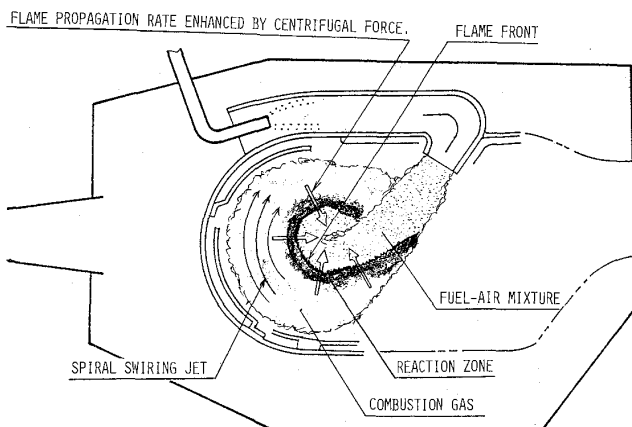 FLAME PROPAGATION RATE ENHANCED BY CENTRIFUGAL FORCE.
FLAME FRONT
FUEL-AIR MIXTURE
SPIRAL SWIRING JET
REACTION ZONE
COMBUSTION GAS